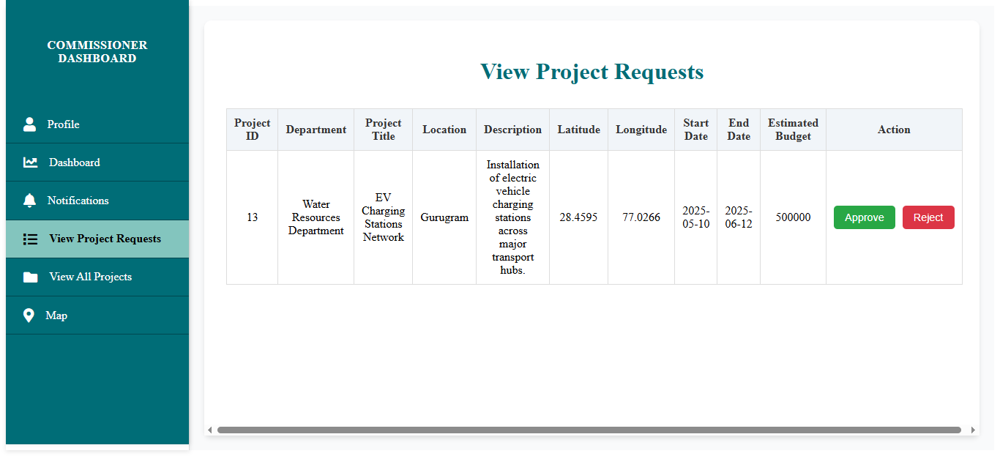 COMMISSIONER
DASHBOARD
Profile
Dashboard
Notifications
View Project Requests
View All Projects
Map
View Project Requests
Project
ID
Department
Project
Title
Location
Description
Latitude
Longitude
Start
Date
End
Date
Estimated
Budget
Action
13
Water
Resources
Department
EV
Charging
Stations
Network
Gurugram
Installation
of electric
vehicle
charging
stations
across
major
transport
hubs.
28.4595
77.0266
2025-
05-10
2025-
06-12
500000
Approve
Reject